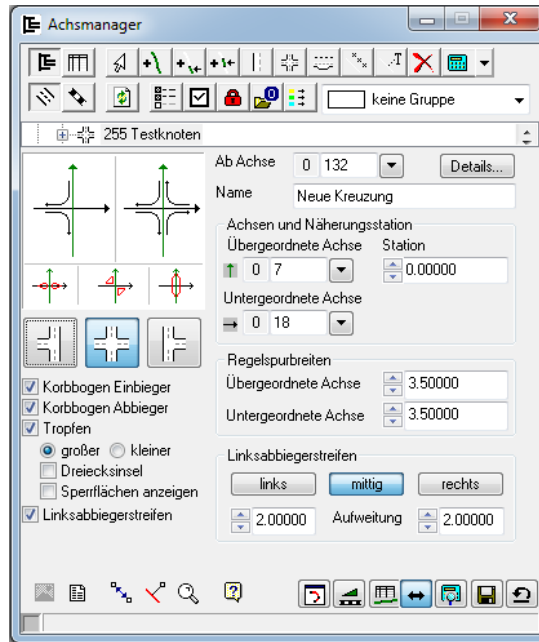 Achsmanager
keine Gruppe
255 Testknoten
Ab Achse 0 132 Details...
Name Neue Kreuzung
Achsen und Näherungsstation
Übergeordnete Achse Station
0 7 0.00000
Untergeordnete Achse
0 18
Regelspurbreiten
Übergeordnete Achse 3.50000
Untergeordnete Achse 3.50000
Korbbogen Einbieger
Korbbogen Abbieger
Tropfen
großer kleiner
Dreiecksinsel
Sperrflächen anzeigen
Linksabbiegerstreifen
Linksabbiegerstreifen
links mittig rechts
2.00000 Aufweitung 2.00000